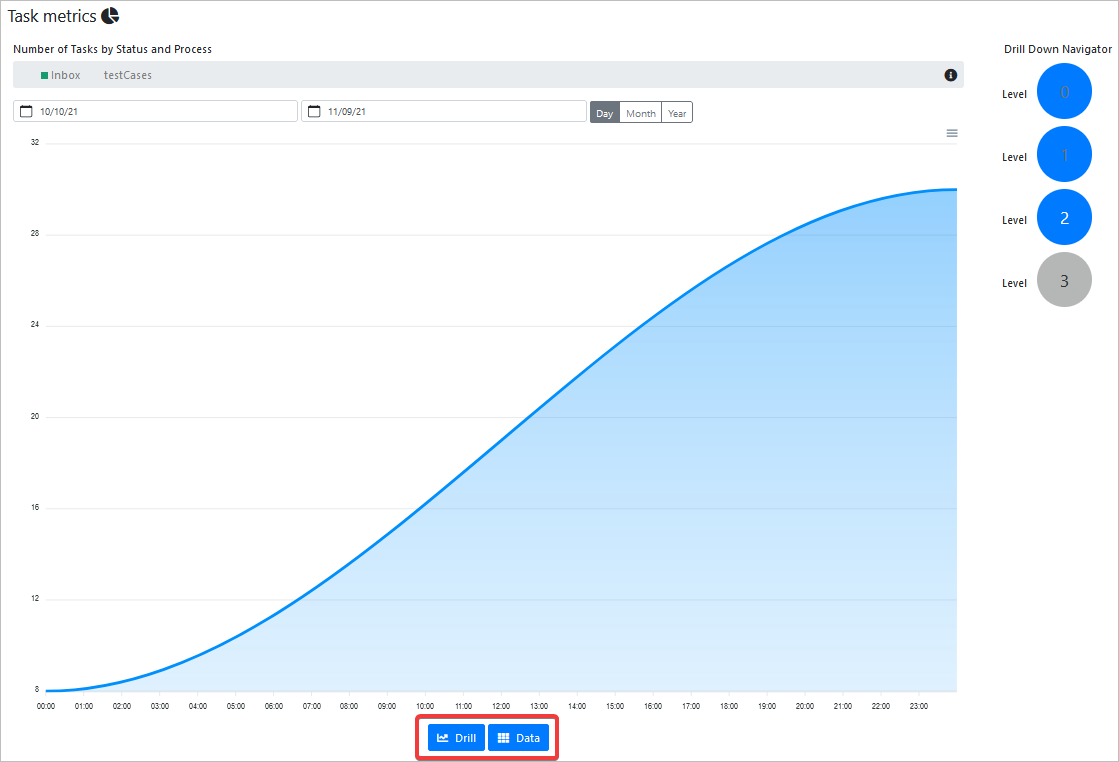 Task metrics
Number of Tasks by Status and Process
Inbox testCases
10/10/21 11/09/21 Day Month Year
32
28
24
20
16
12
8
00:00 01:00 02:00 03:00 04:00 05:00 06:00 07:00 08:00 09:00 10:00 11:00 12:00 13:00 14:00 15:00 16:00 17:00 18:00 19:00 20:00 21:00 22:00 23:00
Drill Data
Drill Down Navigator
Level 0
Level 1
Level 2
Level 3